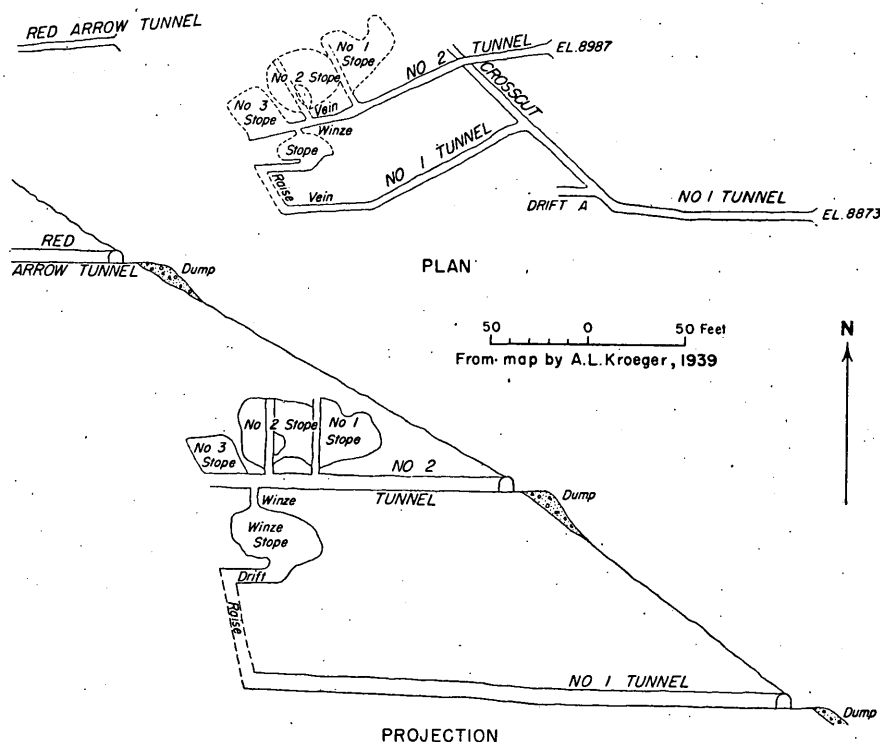 RED ARROW TUNNEL
No 1
Stope
No 2 Stope
No 3
Stope
Vein
Winze
Stope
Raise
Vein
NO 2
TUNNEL
EL.8987
CROSSCUT
NO 1 TUNNEL
DRIFT A
NO 1 TUNNEL
EL.8873
PLAN
RED
ARROW TUNNEL
Dump
50 0 50 Feet
From map by A.L.Kroeger, 1939
N
No 2 Stope
No 1
Stope
No 3
Stope
NO 2
TUNNEL
Dump
Winze
Winze
Stope
Drift
Raise
NO 1 TUNNEL
Dump
PROJECTION